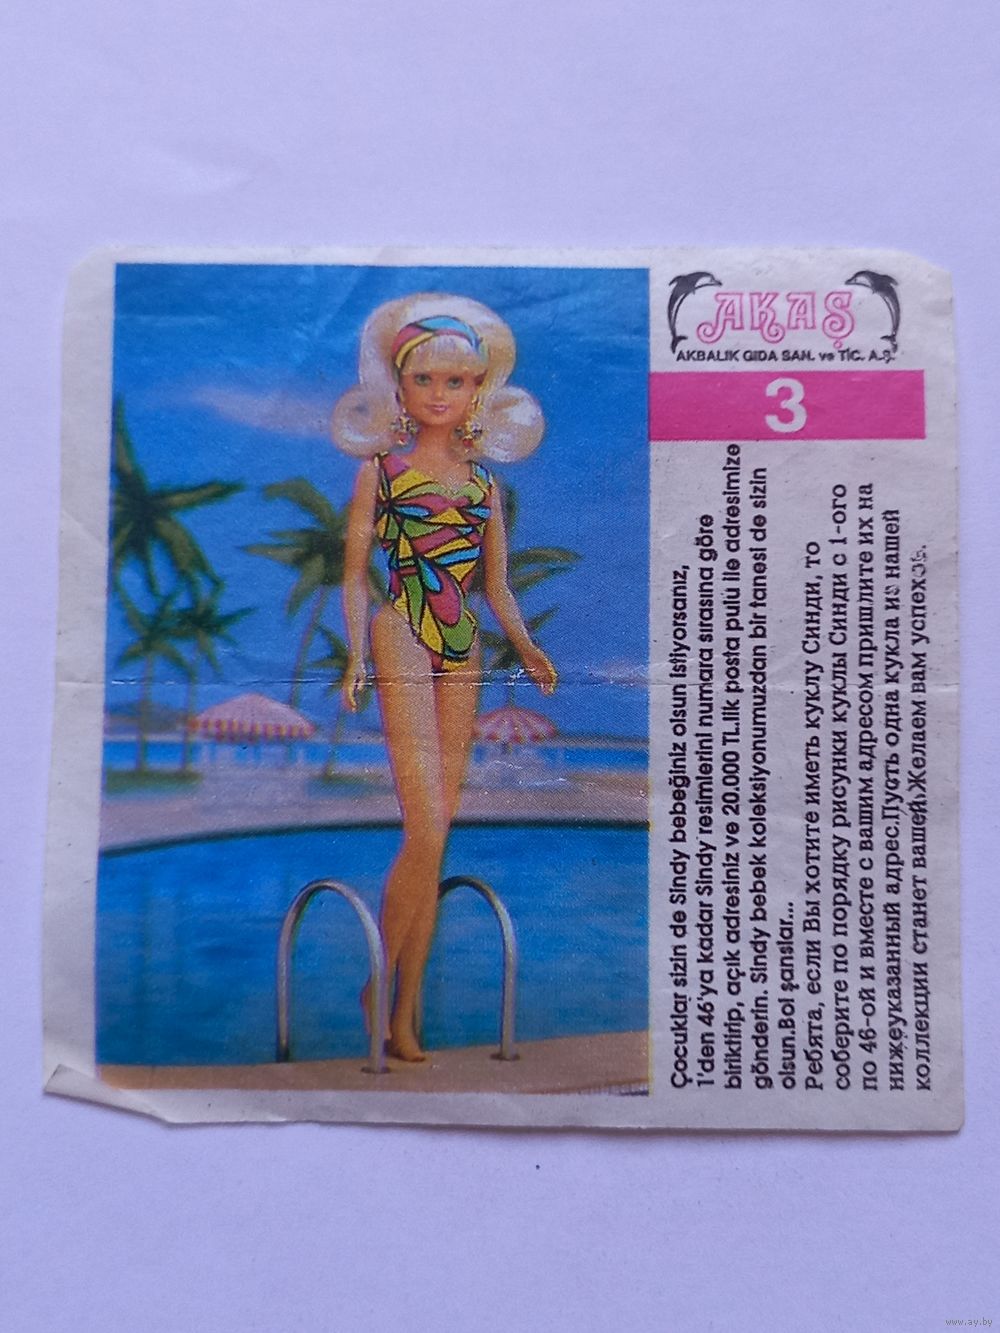 AKAŞ
AKBALIK GIDA SAN. ve TİC. A.Ş.
3
Çocuklar sizin de Sindy bebeğiniz olsun istiyorsanız,
1'den 46'ya kadar Sindy resimlerini numara sırasına göre
biriktirip, açık adresiniz ve 20.000 TL.lik posta pulu ile adresimize
gönderin. Sindy bebek koleksiyonumuzdan bir tanesi de sizin
olsun.Bol şanslar...
Ребята, если Вы хотите иметь куклу Синди, то
соберите по порядку рисунки куклы Синди с 1-ого
по 46-ой и вместе с вашим адресом пришлите их на
нижеуказанный адрес.Пусть одна кукла из нашей
коллекции станет вашей.Желаем вам успехов.
www.ay.by